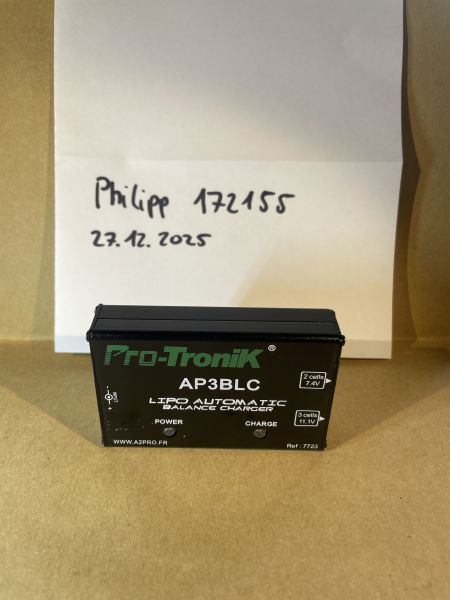 Philipp 172155
27.12.2025
Pro-TroniK ®
AP3BLC
LIPO AUTOMATIC
BALANCE CHARGER
2 cells
7.4V
3 cells
11.1V
POWER
CHARGE
WWW.A2PRO.FR
Ref : 7723